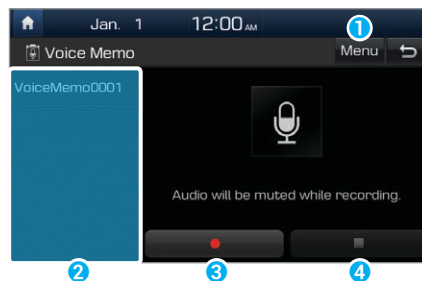 Jan. 1 12:00 AM
1
Voice Memo Menu
VoiceMemo0001
Audio will be muted while recording.
2 3 4